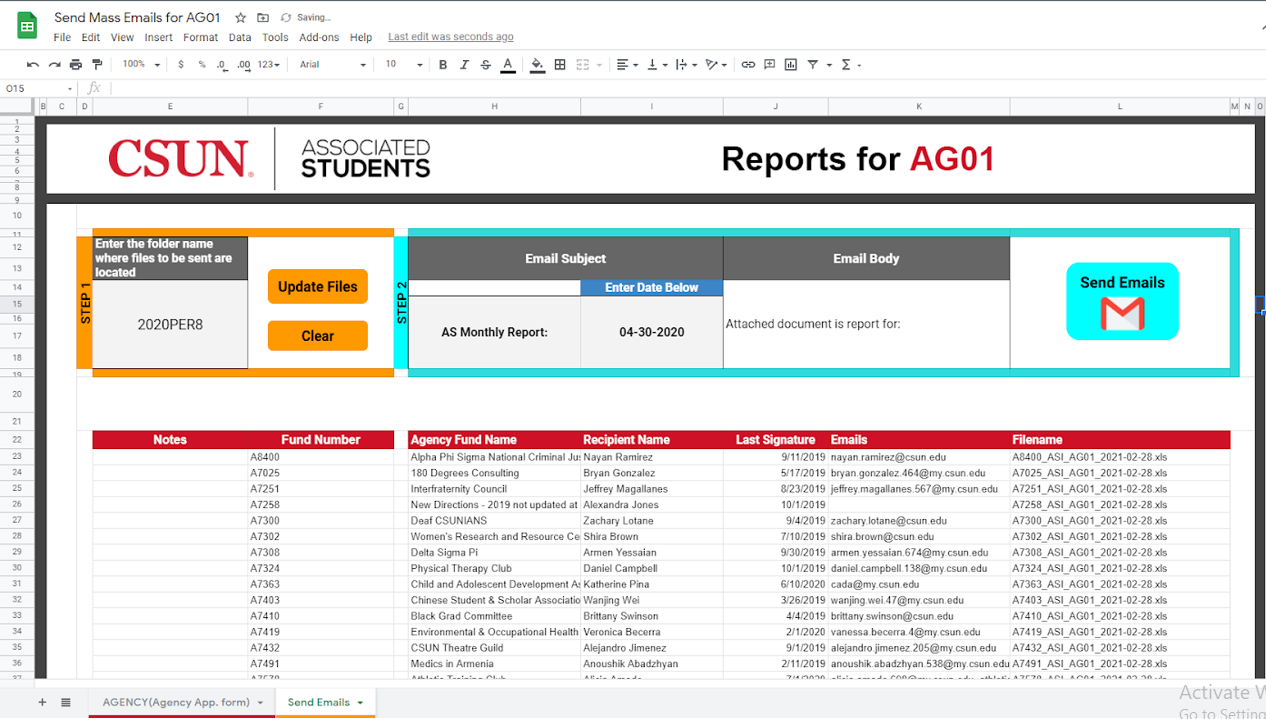 Send Mass Emails for AG01 Saving...
File Edit View Insert Format Data Tools Add-ons Help Last edit was seconds ago
100% $ % .0 .00 123 Arial 10 B I S A
O15 fx
B C D E F G H I J K L M N O
CSUN ASSOCIATED STUDENTS
Reports for AG01
STEP 1
Enter the folder name where files to be sent are located
2020PER8
Update Files
Clear
STEP 2
Email Subject
Enter Date Below
AS Monthly Report: 04-30-2020
Email Body
Attached document is report for:
Send Emails
Notes Fund Number Agency Fund Name Recipient Name Last Signature Emails Filename
23 A8400 Alpha Phi Sigma National Criminal Jus Nayan Ramirez 9/11/2019 nayan.ramirez@csun.edu A8400_ASI_AG01_2021-02-28.xls
24 A7025 180 Degrees Consulting Bryan Gonzalez 5/17/2019 bryan.gonzalez.464@my.csun.edu A7025_ASI_AG01_2021-02-28.xls
25 A7251 Interfraternity Council Jeffrey Magallanes 8/23/2019 jeffrey.magallanes.567@my.csun.edu A7251_ASI_AG01_2021-02-28.xls
26 A7258 New Directions - 2019 not updated at Alexandra Jones 10/1/2019 A7258_ASI_AG01_2021-02-28.xls
27 A7300 Deaf CSUNIANS Zachary Lotane 9/4/2019 zachary.lotane@csun.edu A7300_ASI_AG01_2021-02-28.xls
28 A7302 Women's Research and Resource Ce Shira Brown 7/10/2019 shira.brown@csun.edu A7302_ASI_AG01_2021-02-28.xls
29 A7308 Delta Sigma Pi Armen Yessaian 9/30/2019 armen.yessaian.674@my.csun.edu A7308_ASI_AG01_2021-02-28.xls
30 A7324 Physical Therapy Club Daniel Campbell 10/1/2019 daniel.campbell.138@my.csun.edu A7324_ASI_AG01_2021-02-28.xls
31 A7363 Child and Adolescent Development As Katherine Pina 6/10/2020 cada@my.csun.edu A7363_ASI_AG01_2021-02-28.xls
32 A7403 Chinese Student & Scholar Associatio Wanjing Wei 3/26/2019 wanjing.wei.47@my.csun.edu A7403_ASI_AG01_2021-02-28.xls
33 A7410 Black Grad Committee Brittany Swinson 4/4/2019 brittany.swinson@csun.edu A7410_ASI_AG01_2021-02-28.xls
34 A7419 Environmental & Occupational Health Veronica Becerra 2/1/2020 vanessa.becerra.4@my.csun.edu A7419_ASI_AG01_2021-02-28.xls
35 A7432 CSUN Theatre Guild Alejandro Jimenez 9/1/2019 alejandro.jimenez.205@my.csun.edu A7432_ASI_AG01_2021-02-28.xls
36 A7491 Medics in Armenia Anoushik Abadzhyan 2/11/2019 anoushik.abadzhyan.538@my.csun.edu A7491_ASI_AG01_2021-02-28.xls
AGENCY(Agency App. form) Send Emails
Activate W
Go to Setting